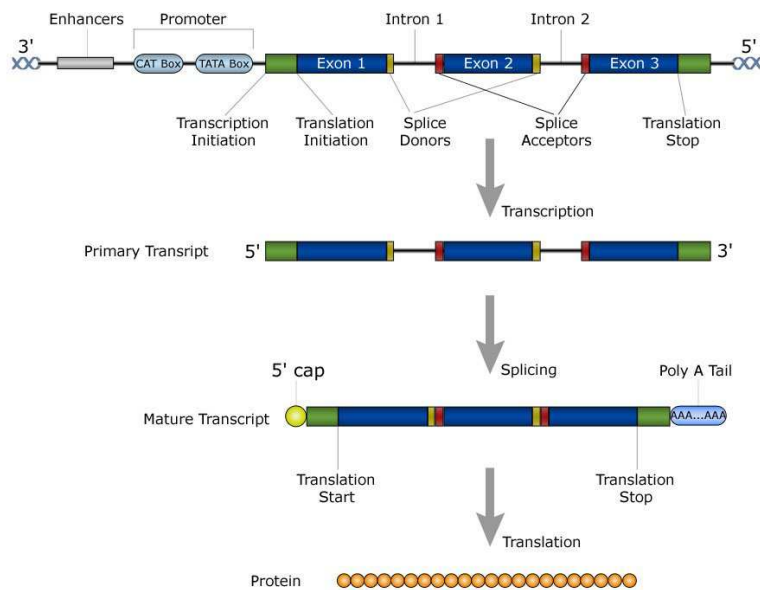 Enhancers
Promoter
Intron 1
Intron 2
3'
5'
CAT Box
TATA Box
Exon 1
Exon 2
Exon 3
Transcription
Initiation
Translation
Initiation
Splice
Donors
Splice
Acceptors
Translation
Stop
Transcription
Primary Transript
5'
3'
5' cap
Splicing
Poly A Tail
Mature Transcript
AAA...AAA
Translation
Start
Translation
Stop
Translation
Protein